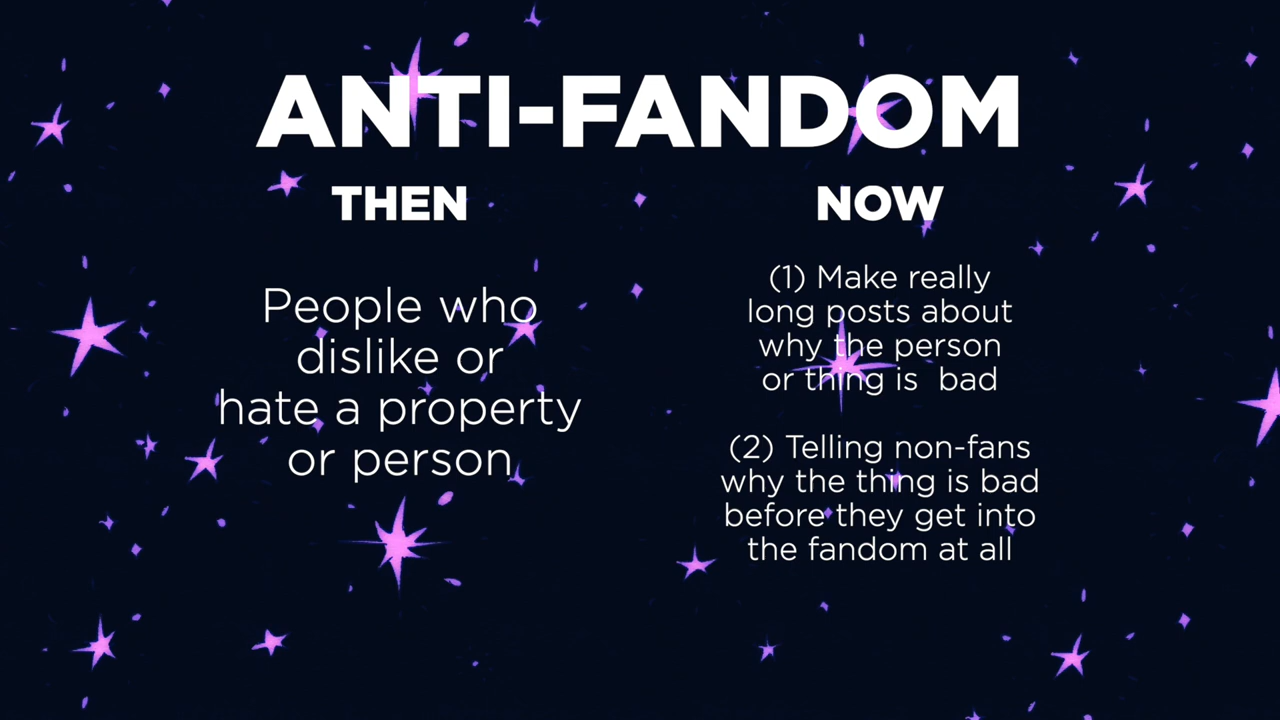 ANTI-FANDOM
THEN
People who
dislike or
hate a property
or person
NOW
(1) Make really
long posts about
why the person
or thing is  bad
(2) Telling non-fans
why the thing is bad
before they get into
the fandom at all